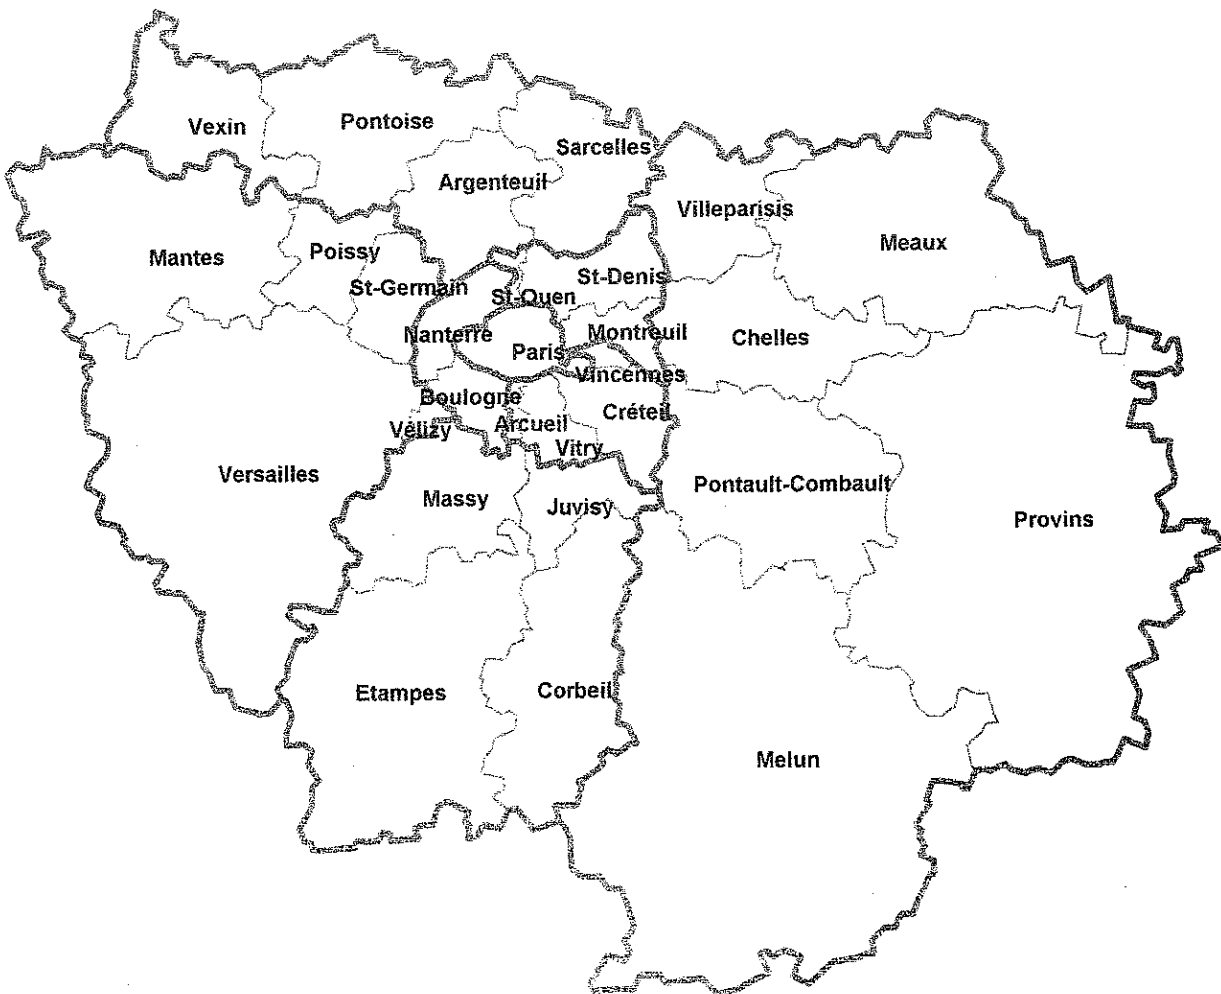 Vexin
Pontoise
Sarcelles
Argenteuil
Villeparisis
Meaux
Mantes
Poissy
St-Germain
St-Denis
St-Ouen
Nanterre
Montreuil
Chelles
Paris
Vincennes
Boulogne
Créteil
Arcueil
Vélizy
Vitry
Versailles
Massy
Juvisy
Pontault-Combault
Provins
Etampes
Corbeil
Melun